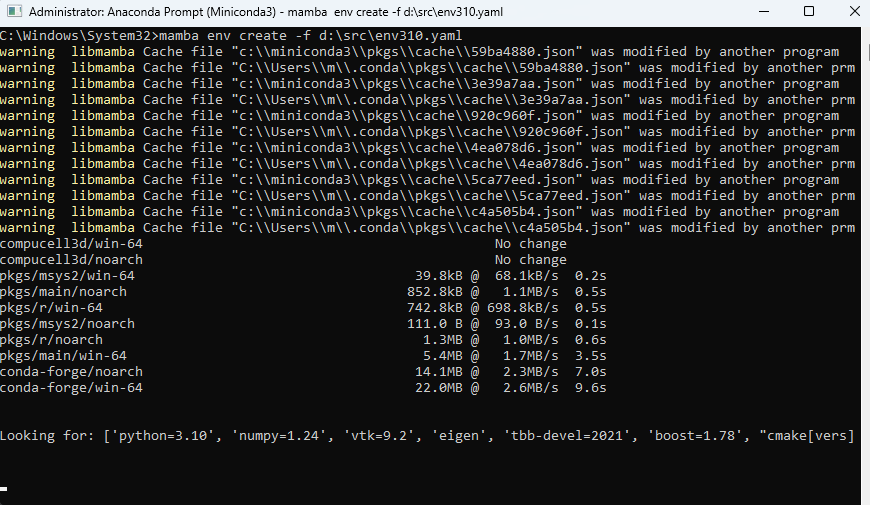 Administrator: Anaconda Prompt (Miniconda3) - mamba  env create -f d:\src\env310.yaml
C:\Windows\System32>mamba env create -f d:\src\env310.yaml
warning  libmamba Cache file "c:\\miniconda3\\pkgs\\cache\\59ba4880.json" was modified by another program
warning  libmamba Cache file "C:\\Users\\m\\.conda\\pkgs\\cache\\59ba4880.json" was modified by another prm
warning  libmamba Cache file "c:\\miniconda3\\pkgs\\cache\\3e39a7aa.json" was modified by another program
warning  libmamba Cache file "C:\\Users\\m\\.conda\\pkgs\\cache\\3e39a7aa.json" was modified by another prm
warning  libmamba Cache file "c:\\miniconda3\\pkgs\\cache\\920c960f.json" was modified by another program
warning  libmamba Cache file "C:\\Users\\m\\.conda\\pkgs\\cache\\920c960f.json" was modified by another prm
warning  libmamba Cache file "c:\\miniconda3\\pkgs\\cache\\4ea078d6.json" was modified by another program
warning  libmamba Cache file "C:\\Users\\m\\.conda\\pkgs\\cache\\4ea078d6.json" was modified by another prm
warning  libmamba Cache file "c:\\miniconda3\\pkgs\\cache\\5ca77eed.json" was modified by another program
warning  libmamba Cache file "C:\\Users\\m\\.conda\\pkgs\\cache\\5ca77eed.json" was modified by another prm
warning  libmamba Cache file "c:\\miniconda3\\pkgs\\cache\\c4a505b4.json" was modified by another program
warning  libmamba Cache file "C:\\Users\\m\\.conda\\pkgs\\cache\\c4a505b4.json" was modified by another prm
compucell3d/win-64                                            No change
compucell3d/noarch                                            No change
pkgs/msys2/win-64                                   39.8kB @  68.1kB/s  0.2s
pkgs/main/noarch                                   852.8kB @   1.1MB/s  0.5s
pkgs/r/win-64                                      742.8kB @ 698.8kB/s  0.5s
pkgs/msys2/noarch                                  111.0 B @  93.0 B/s  0.1s
pkgs/r/noarch                                        1.3MB @   1.0MB/s  0.6s
pkgs/main/win-64                                     5.4MB @   1.7MB/s  3.5s
conda-forge/noarch                                  14.1MB @   2.3MB/s  7.0s
conda-forge/win-64                                  22.0MB @   2.6MB/s  9.6s
Looking for: ['python=3.10', 'numpy=1.24', 'vtk=9.2', 'eigen', 'tbb-devel=2021', 'boost=1.78', "cmake[vers]